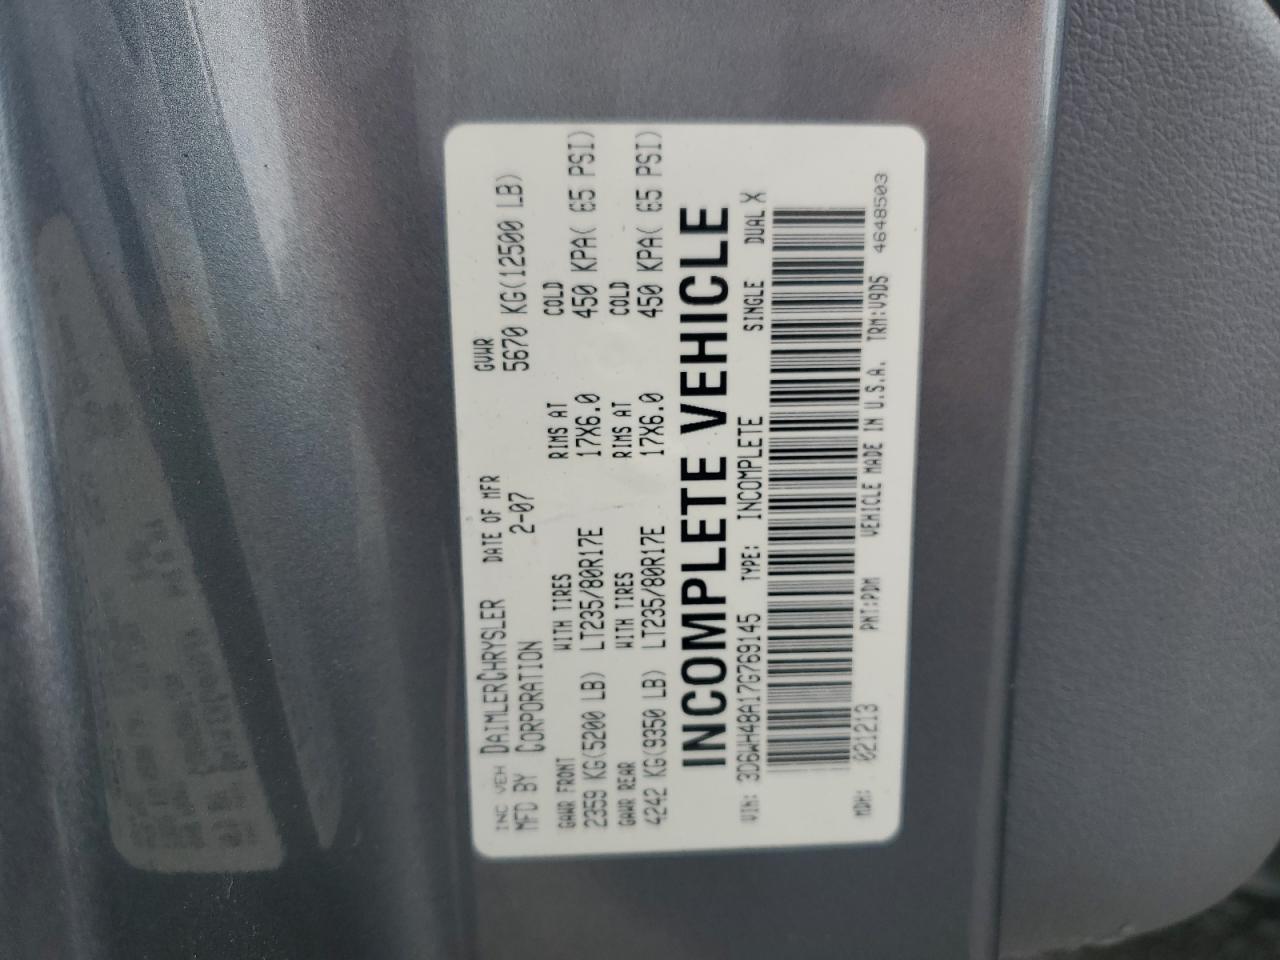 INC VEH DAIMLERCHRYSLER DATE OF MFR GVWR
MFD BY CORPORATION 2-07 5670 KG(12500 LB)
GAWR FRONT WITH TIRES RIMS AT COLD
2359 KG(5200 LB) LT235/80R17E 17X6.0 450 KPA( 65 PSI)
GAWR REAR WITH TIRES RIMS AT COLD
4242 KG(9350 LB) LT235/80R17E 17X6.0 450 KPA( 65 PSI)
INCOMPLETE VEHICLE
VIN: 3D6WH48A17G769145 TYPE: INCOMPLETE SINGLE DUAL X
MDH: 021213 PNT:PDM VEHICLE MADE IN U.S.A. TRM:V9D5 4648503